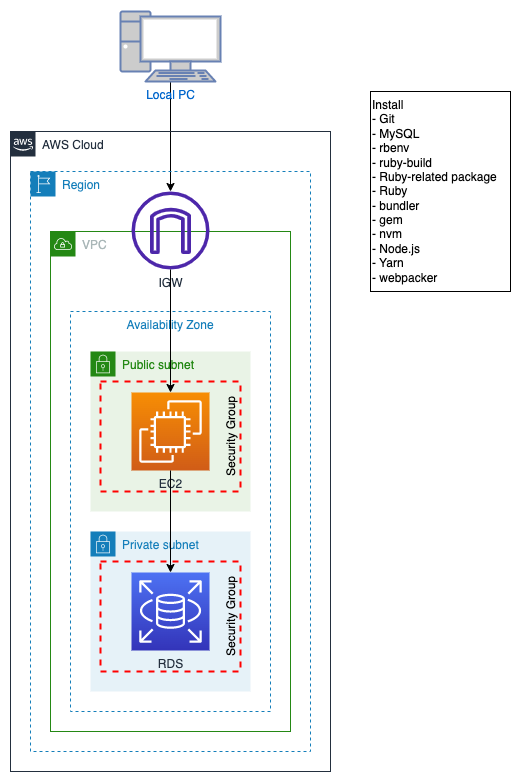 Local PC
Install
- Git
- MySQL
- rbenv
- ruby-build
- Ruby-related package
- Ruby
- bundler
- gem
- nvm
- Node.js
- Yarn
- webpacker
aws
AWS Cloud
Region
VPC
IGW
Availability Zone
Public subnet
Security Group
EC2
Private subnet
Security Group
RDS